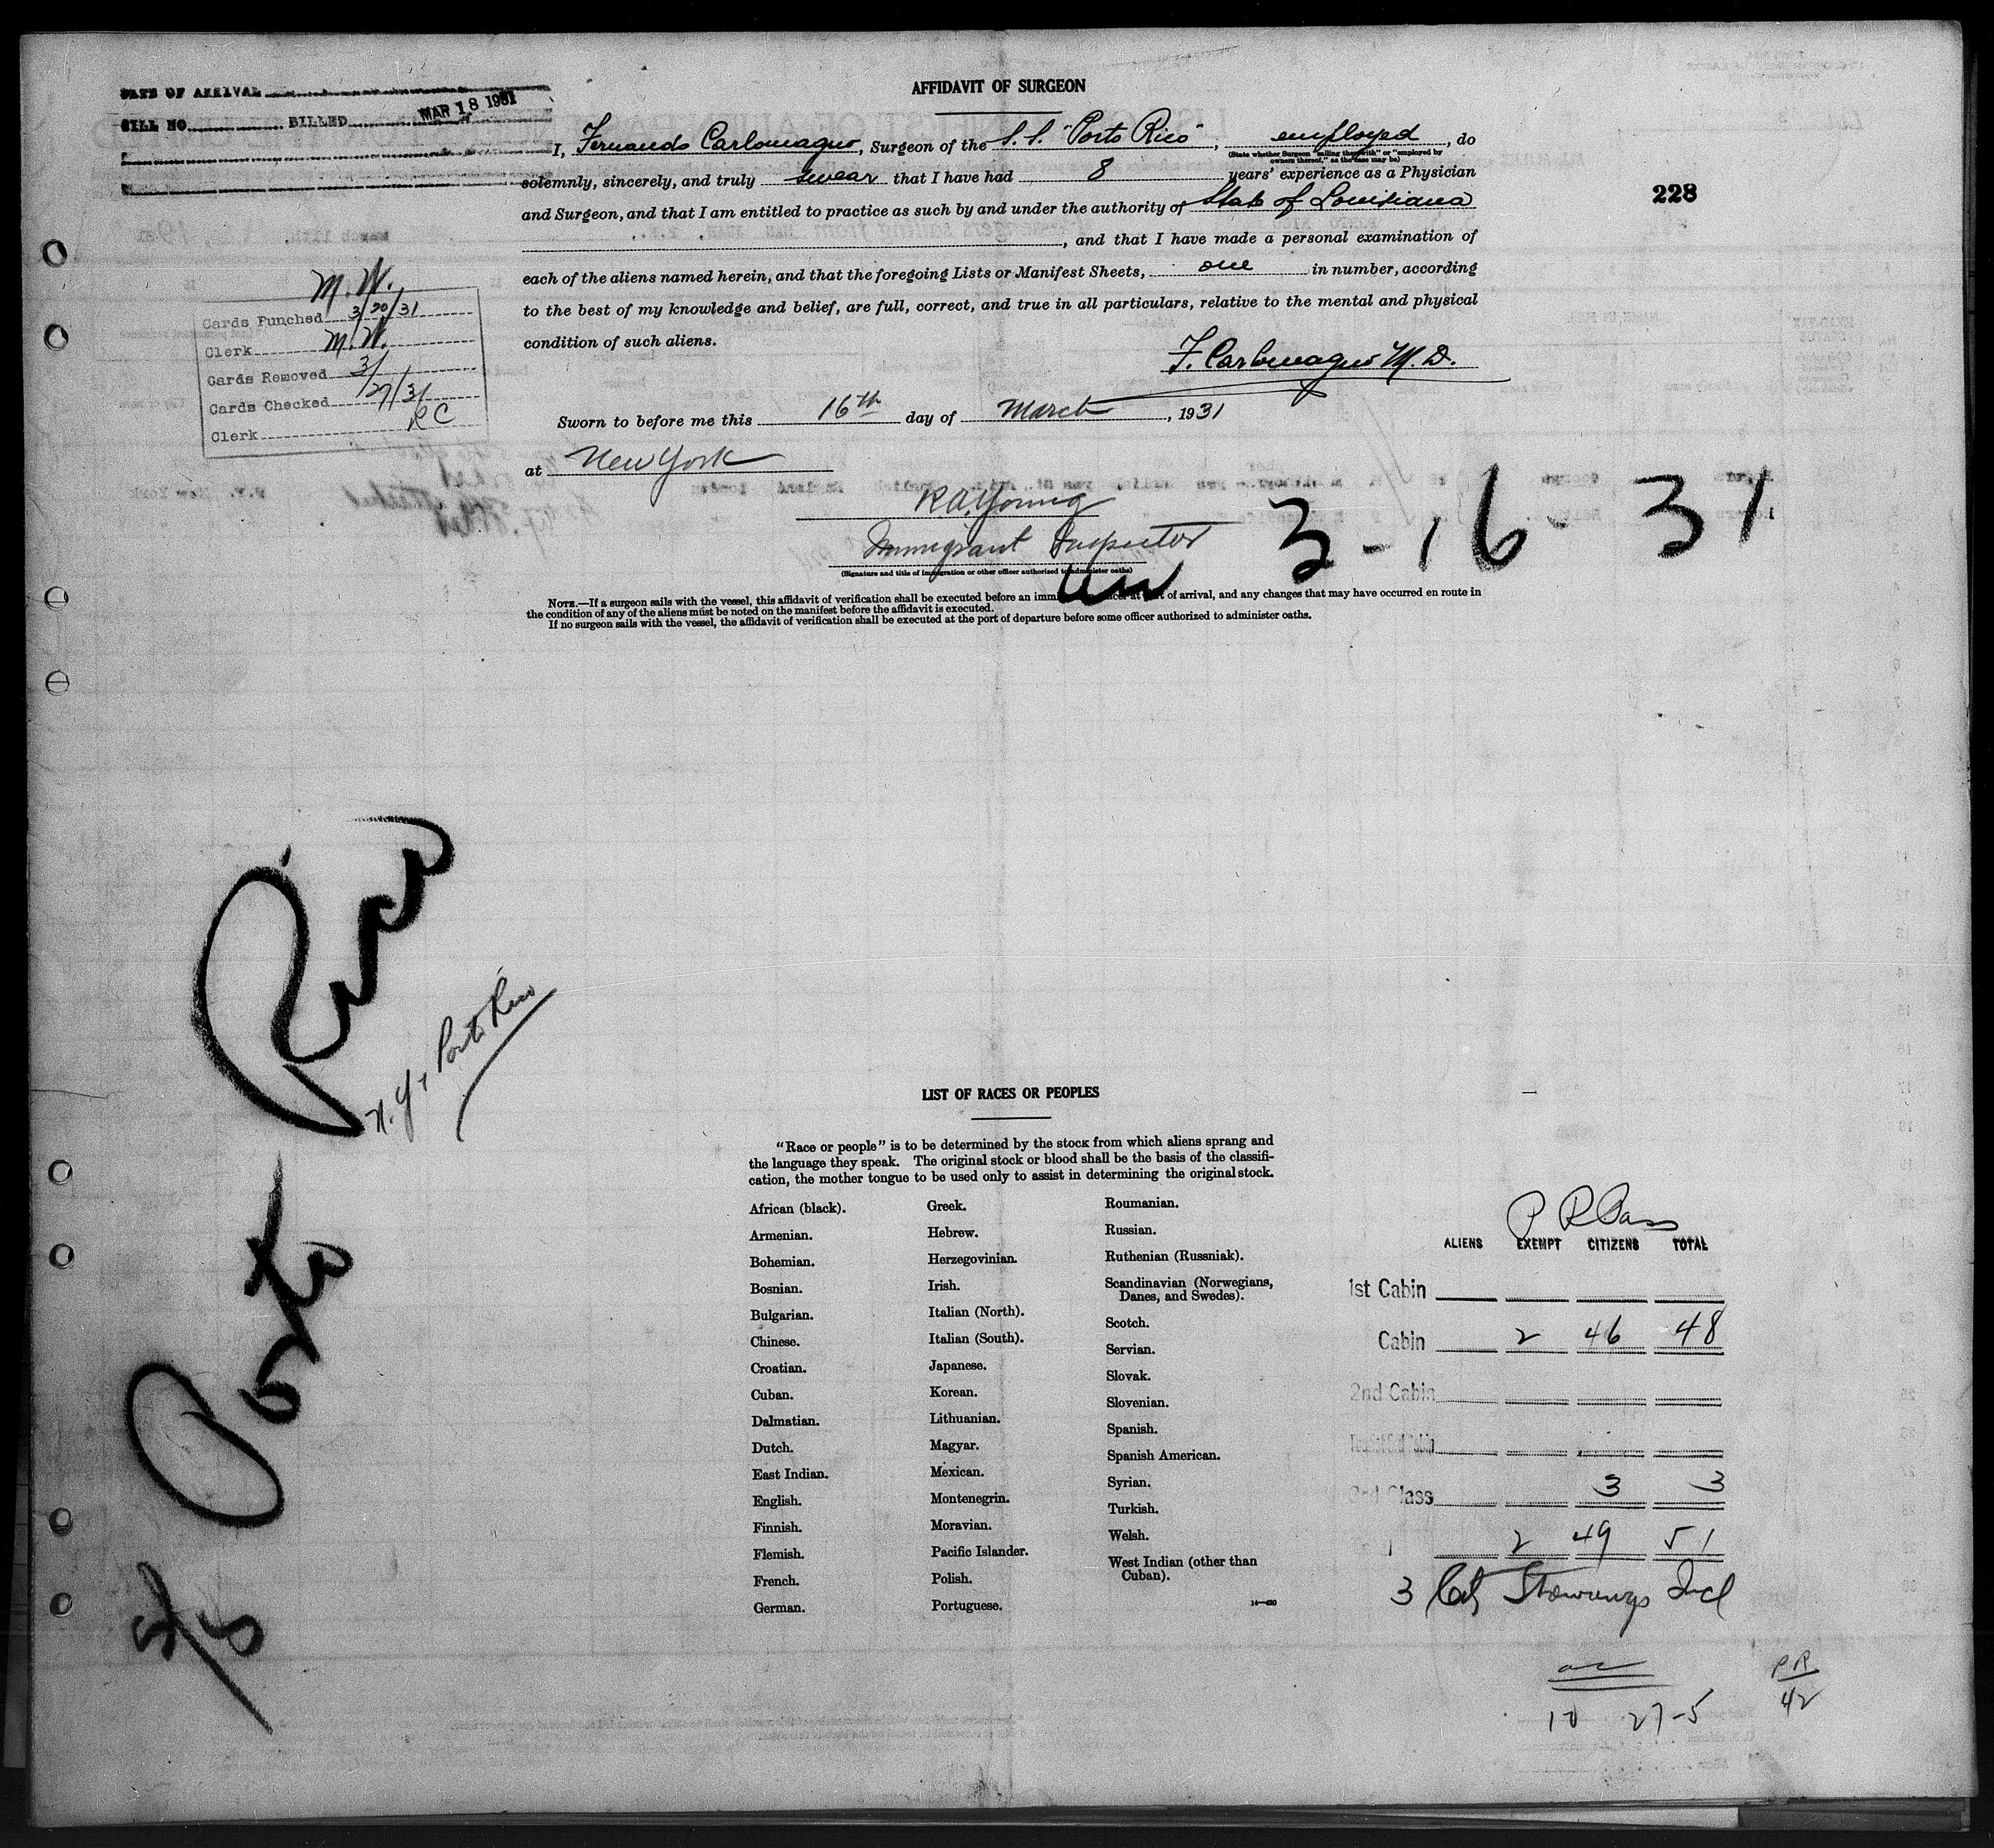 AFFIDAVIT OF SURGEON
DATE OF ARRIVAL
BILL NO. BILLED MAR 18 1931
228
I, Fernando Carlomagno, Surgeon of the S.S. "Porto Rico", employed, do
(State whether Surgeon "sailing therewith" or "employed by
owners thereof," as the case may be)
solemnly, sincerely, and truly swear that I have had 8 years' experience as a Physician
and Surgeon, and that I am entitled to practice as such by and under the authority of State of Louisiana
, and that I have made a personal examination of
each of the aliens named herein, and that the foregoing Lists or Manifest Sheets, one in number, according
to the best of my knowledge and belief, are full, correct, and true in all particulars, relative to the mental and physical
condition of such aliens.
F. Carlomagno M.D.
M.W.
Cards Punched 3/20/31
Clerk M.W.
Cards Removed 3/
Cards Checked 27/31
Clerk RC
Sworn to before me this 16th day of March, 1931
at New York
R.A. Young
Immigrant Inspector
(Signature and title of immigration or other officer authorized to administer oaths)
3-16-31
NOTE.—If a surgeon sails with the vessel, this affidavit of verification shall be executed before an of arrival, and any changes that may have occurred en route in
the condition of any of the aliens must be noted on the manifest before the affidavit is executed.
If no surgeon sails with the vessel, the affidavit of verification shall be executed at the port of departure before some officer authorized to administer oaths.
Porto Rico
N.Y. & Porto Rico
LIST OF RACES OR PEOPLES
"Race or people" is to be determined by the stock from which aliens sprang and
the language they speak. The original stock or blood shall be the basis of the classifi-
cation, the mother tongue to be used only to assist in determining the original stock.
African (black).
Armenian.
Bohemian.
Bosnian.
Bulgarian.
Chinese.
Croatian.
Cuban.
Dalmatian.
Dutch.
East Indian.
English.
Finnish.
Flemish.
French.
German.
Greek.
Hebrew.
Herzegovinian.
Irish.
Italian (North).
Italian (South).
Japanese.
Korean.
Lithuanian.
Magyar.
Mexican.
Montenegrin.
Moravian.
Pacific Islander.
Polish.
Portuguese.
Roumanian.
Russian.
Ruthenian (Russniak).
Scandinavian (Norwegians,
Danes, and Swedes).
Scotch.
Servian.
Slovak.
Slovenian.
Spanish.
Spanish American.
Syrian.
Turkish.
Welsh.
West Indian (other than
Cuban).
P R Pass
ALIENS EXEMPT CITIZENS TOTAL
1st Cabin
Cabin 2 46 48
2nd Cabin
Class 3 3
2 49 51
3 Cit Stowaways Incl
10 27-5
PR
42